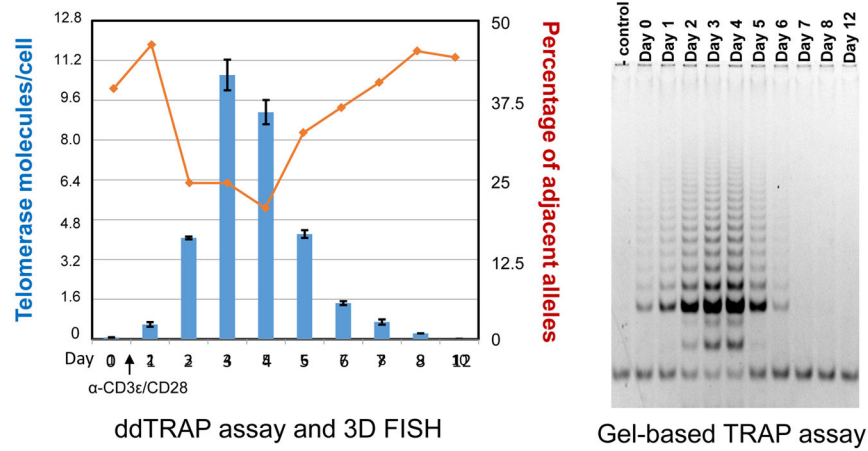 Telomerase molecules/cell
12.8
11.2
9.6
8.0
6.4
4.8
3.2
1.6
0
50
37.5
25
12.5
0
Percentage of adjacent alleles
Day 0
α-CD3ε/CD28
ddTRAP assay and 3D FISH
- control
Day 0
Day 1
Day 2
Day 3
Day 4
Day 5
Day 6
Day 7
Day 8
Day 12
Gel-based TRAP assay